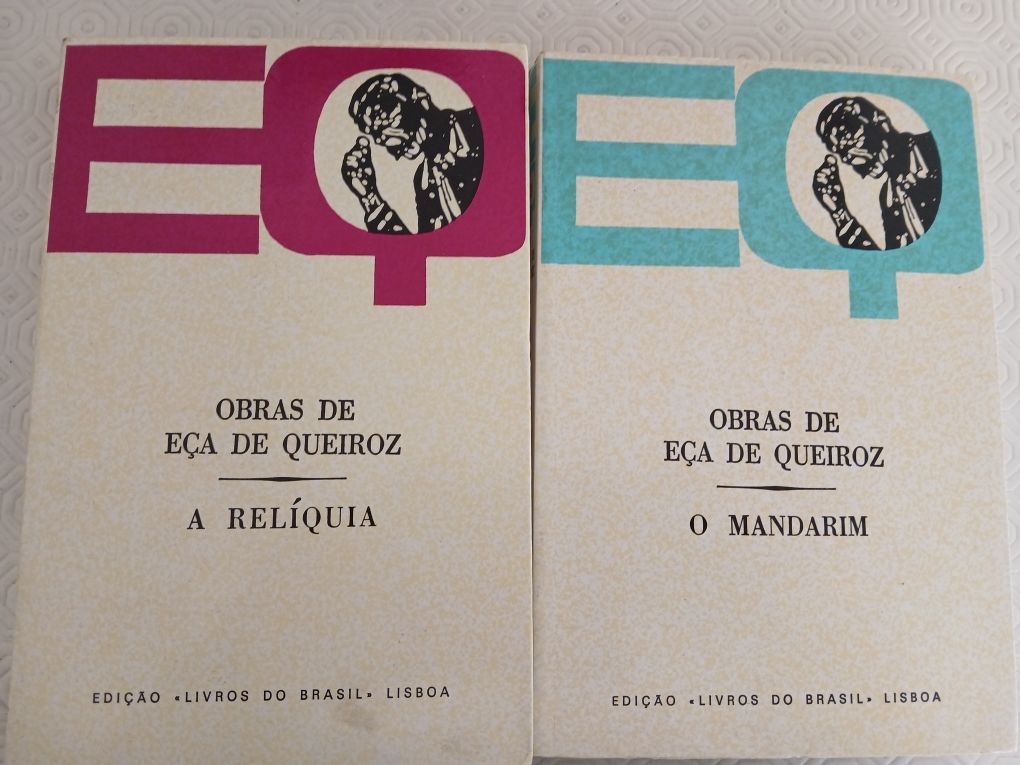 EQ
OBRAS DE
EÇA DE QUEIROZ
A RELÍQUIA
EDIÇÃO «LIVROS DO BRASIL» LISBOA
EQ
OBRAS DE
EÇA DE QUEIROZ
O MANDARIM
EDIÇÃO «LIVROS DO BRASIL» LISBOA